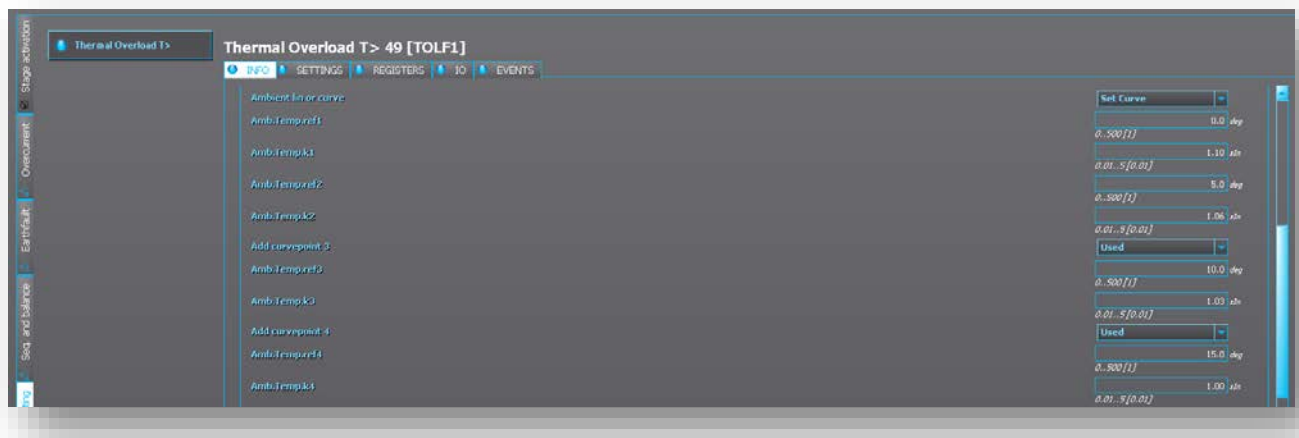 Stage activation
Overcurrent
Earthfault
Seq. and balance
Thermal Overload T>
Thermal Overload T> 49 [TOLF1]
INFO SETTINGS REGISTERS IO EVENTS
Ambient lin or curve Set Curve
Amb.Temp.ref1 0.0 deg
0..500 [1]
Amb.Temp.k1 1.10 xIn
0.01..5 [0.01]
Amb.Temp.ref2 5.0 deg
0..500 [1]
Amb.Temp.k2 1.06 xIn
0.01..5 [0.01]
Add curvepoint 3 Used
Amb.Temp.ref3 10.0 deg
0..500 [1]
Amb.Temp.k3 1.03 xIn
0.01..5 [0.01]
Add curvepoint 4 Used
Amb.Temp.ref4 15.0 deg
0..500 [1]
Amb.Temp.k4 1.00 xIn
0.01..5 [0.01]